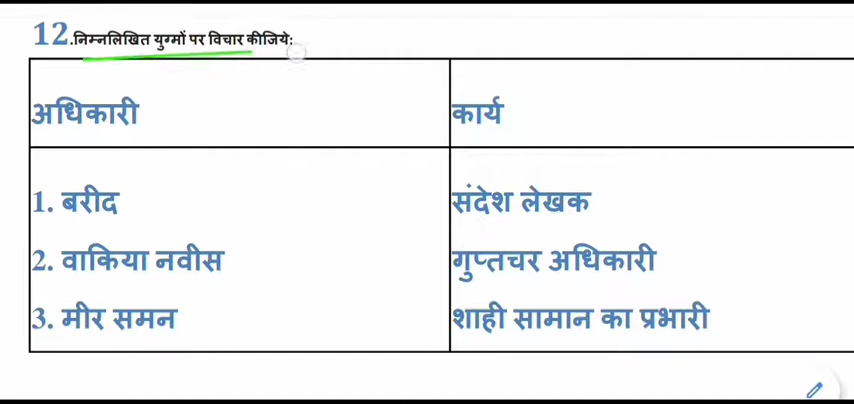 12.निम्नलिखित युग्मों पर विचार कीजिये:
अधिकारी कार्य
1. बरीद संदेश लेखक
2. वाकिया नवीस गुप्तचर अधिकारी
3. मीर समन शाही सामान का प्रभारी